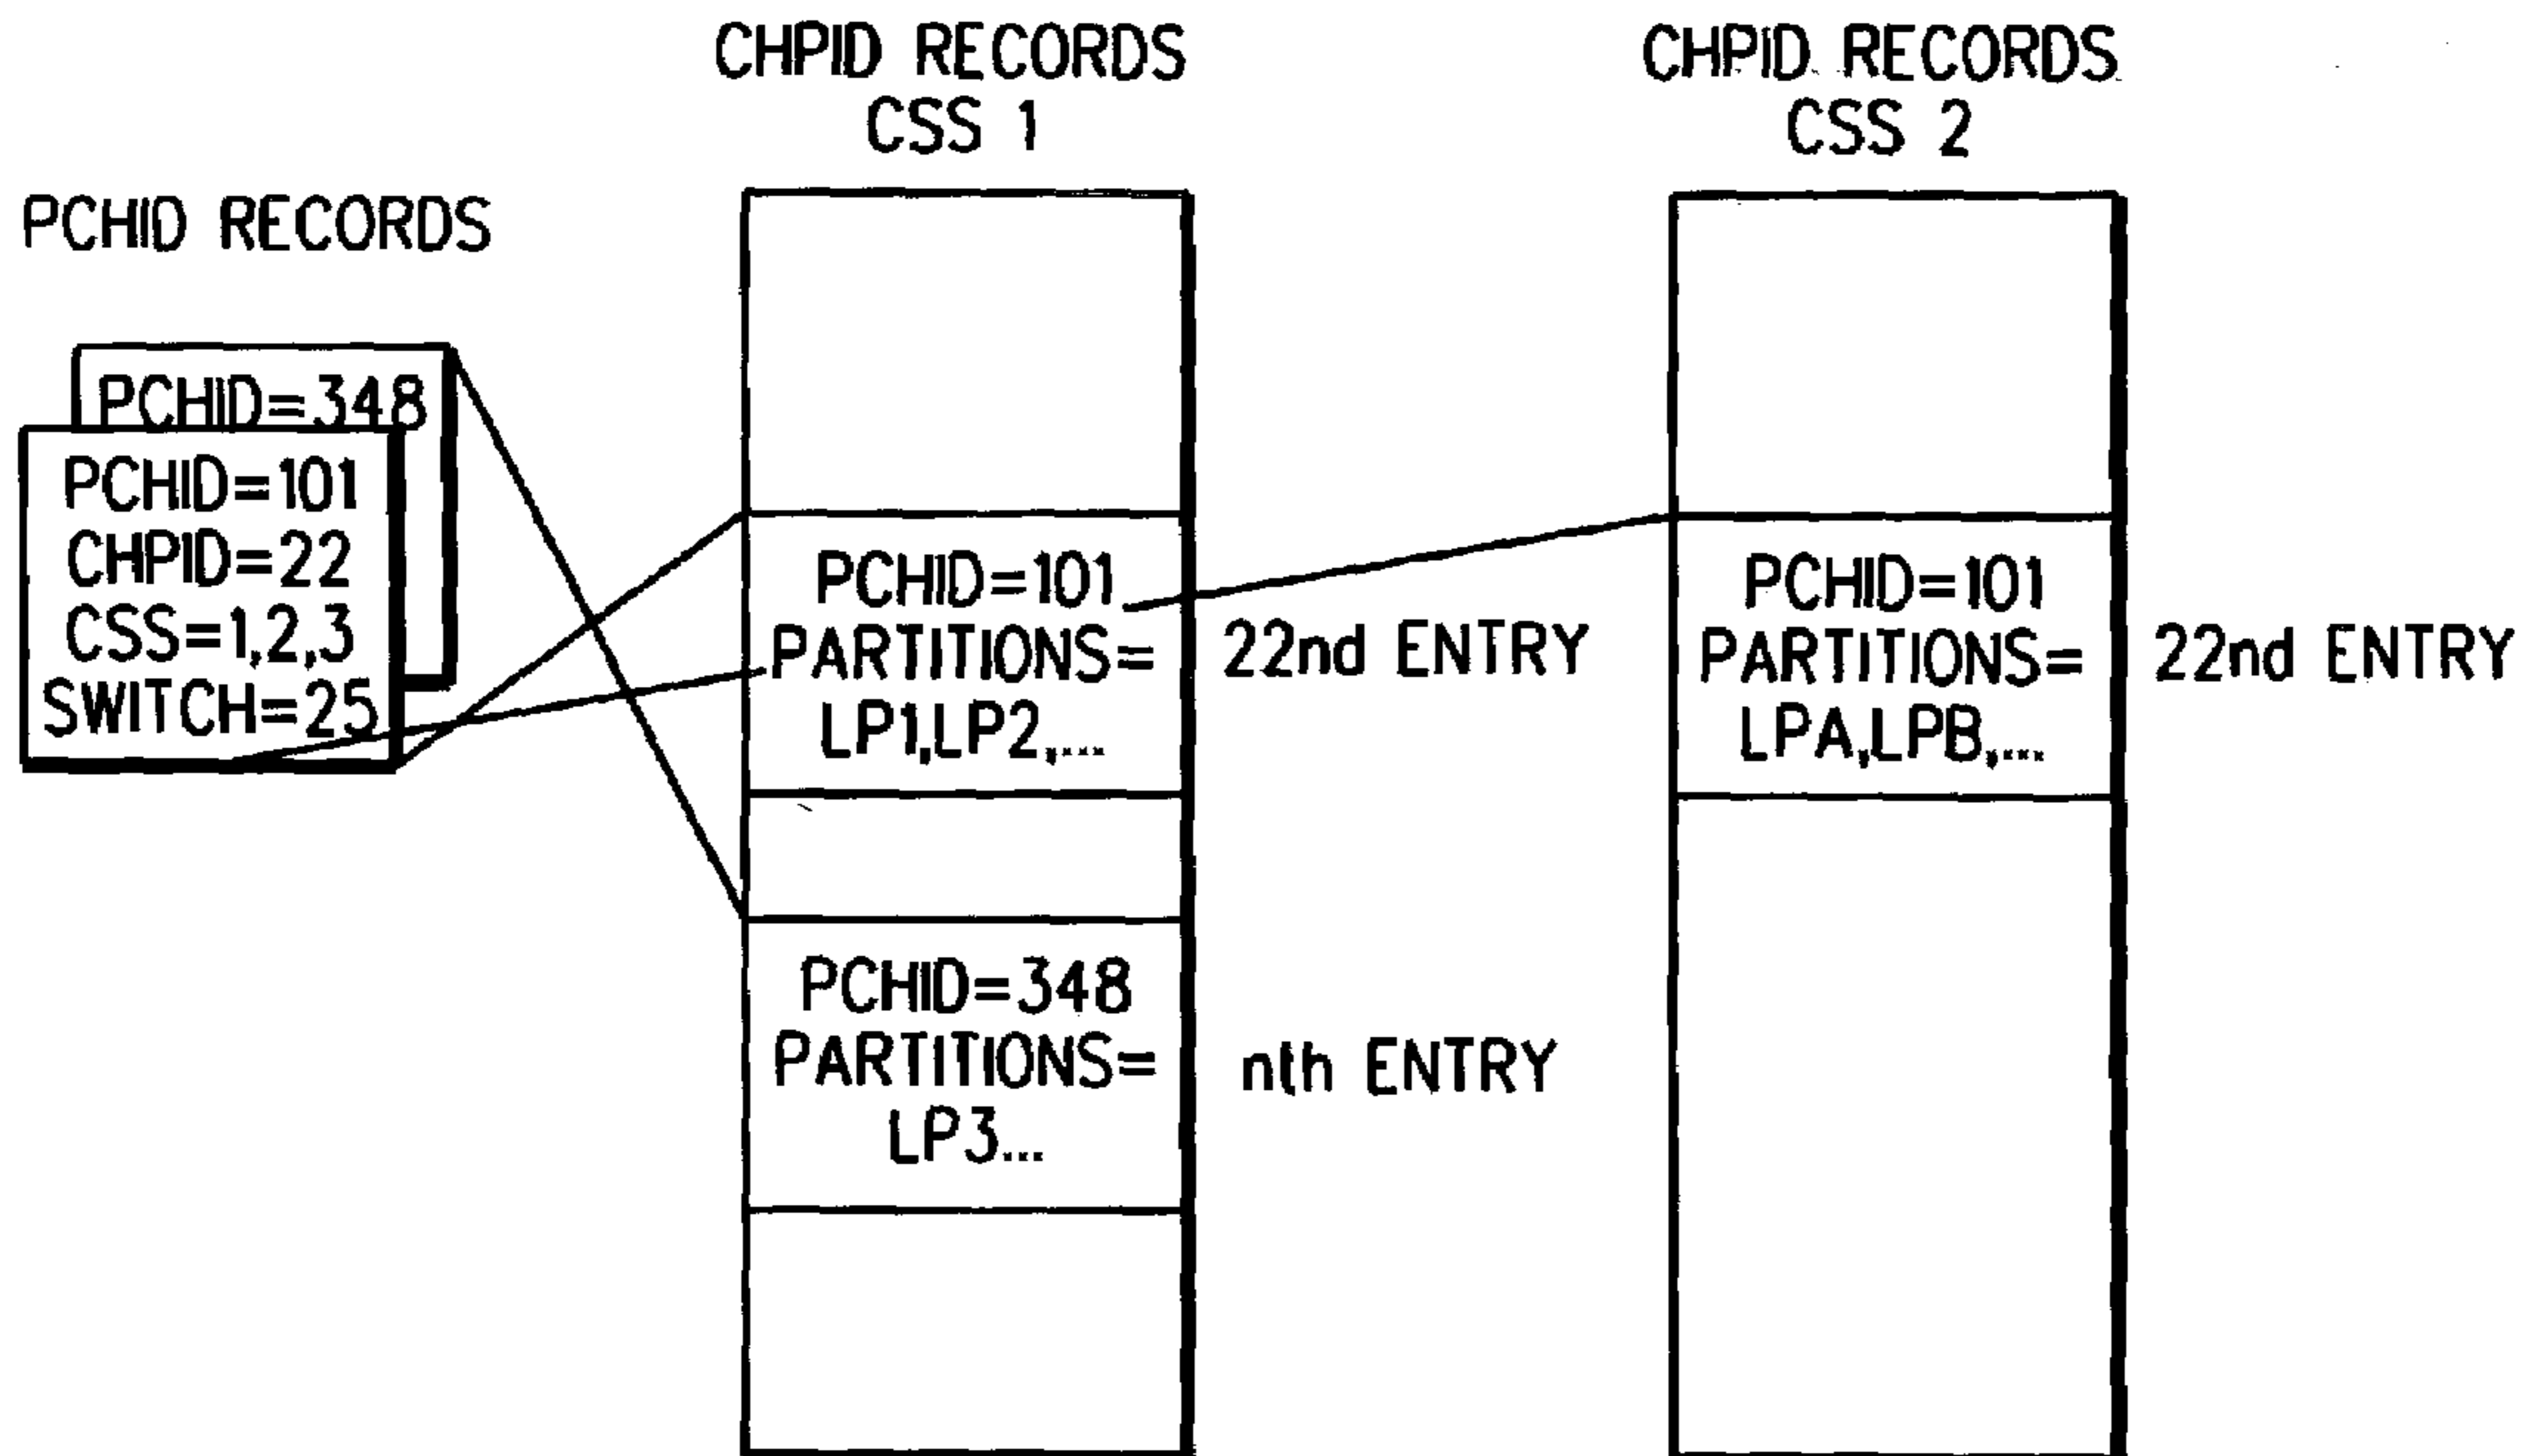 CHPID RECORDS
CSS 1
CHPID RECORDS
CSS 2
PCHID RECORDS
PCHID=348
PCHID=101
CHPID=22
CSS=1,2,3
SWITCH=25
PCHID=101
PARTITIONS=
LP1,LP2,...
22nd ENTRY
PCHID=348
PARTITIONS=
LP3...
nth ENTRY
PCHID=101
PARTITIONS=
LPA,LPB,...
22nd ENTRY